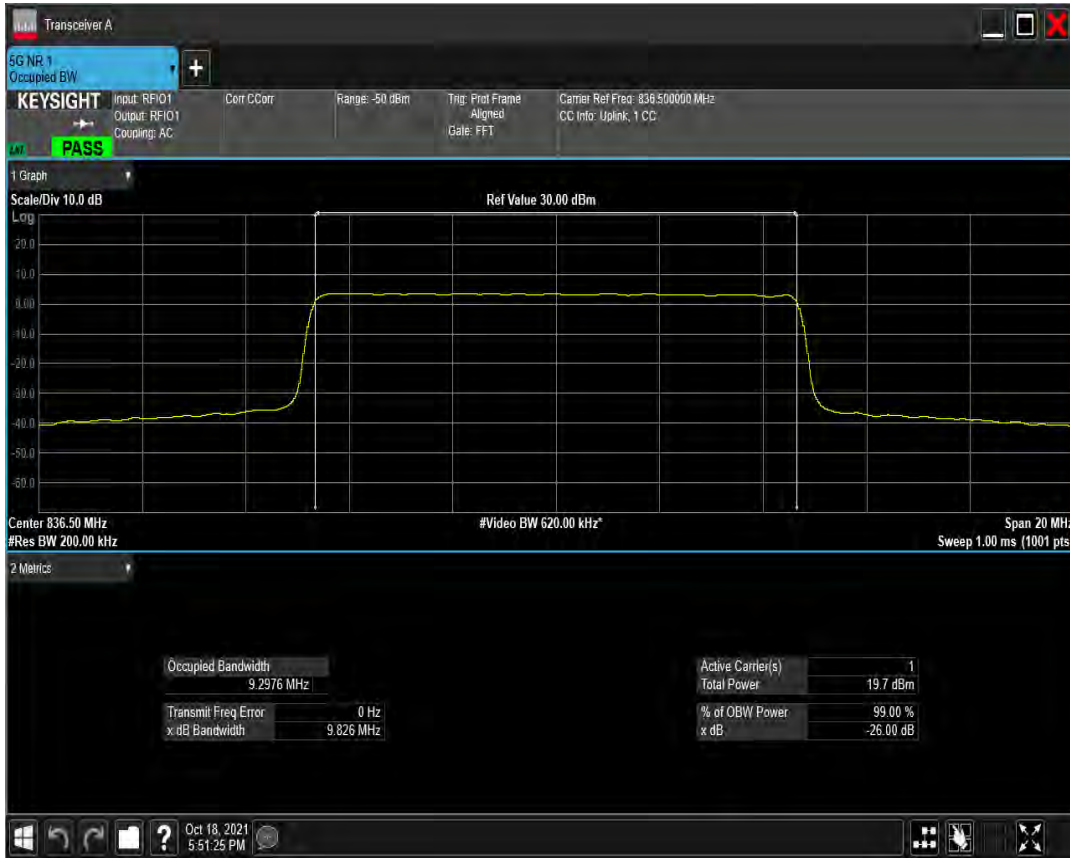 Transceiver A
5G NR 1
Occupied BW
+
KEYSIGHT
Input: RFIO1
Output: RFIO1
Coupling: AC
Corr CCorr
Range: -50 dBm
Trig: Prot Frame
Aligned
Gate: FFT
Carrier Ref Freq: 836.500000 MHz
CC Info: Uplink, 1 CC
PASS
1 Graph
Scale/Div 10.0 dB
Ref Value 30.00 dBm
Log
20.0
10.0
0.00
-10.0
-20.0
-30.0
-40.0
-50.0
-60.0
Center 836.50 MHz
#Video BW 620.00 kHz*
Span 20 MHz
#Res BW 200.00 kHz
Sweep 1.00 ms (1001 pts
2 Metrics
Occupied Bandwidth
9.2976 MHz
Active Carrier(s) 1
Total Power 19.7 dBm
Transmit Freq Error 0 Hz
x dB Bandwidth 9.826 MHz
% of OBW Power 99.00 %
x dB -26.00 dB
?
Oct 18, 2021
5:51:25 PM